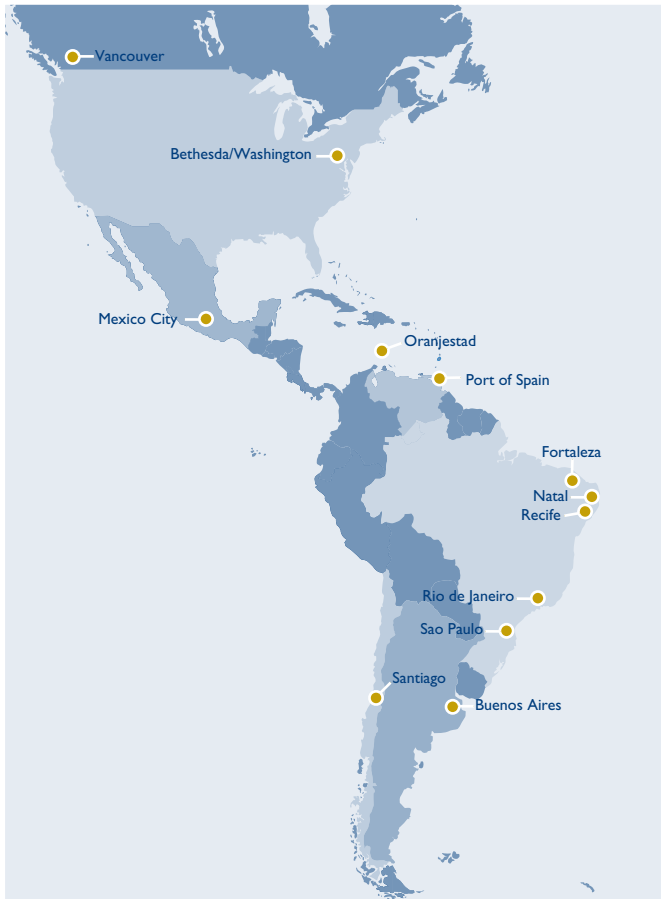 Vancouver
Bethesda/Washington
Mexico City
Oranjestad
Port of Spain
Fortaleza
Natal
Recife
Rio de Janeiro
Sao Paulo
Santiago
Buenos Aires